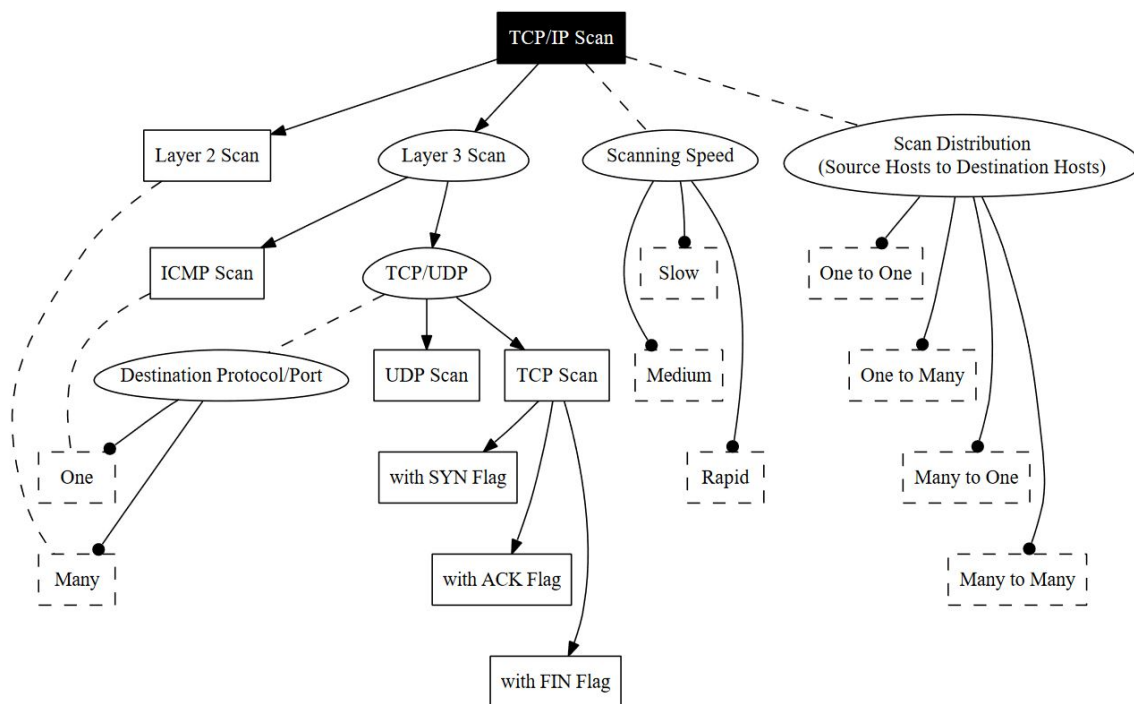 TCP/IP Scan
Layer 2 Scan
Layer 3 Scan
Scanning Speed
Scan Distribution
(Source Hosts to Destination Hosts)
ICMP Scan
TCP/UDP
Slow
One to One
Destination Protocol/Port
UDP Scan
TCP Scan
Medium
One to Many
One
with SYN Flag
Rapid
Many to One
Many
with ACK Flag
Many to Many
with FIN Flag